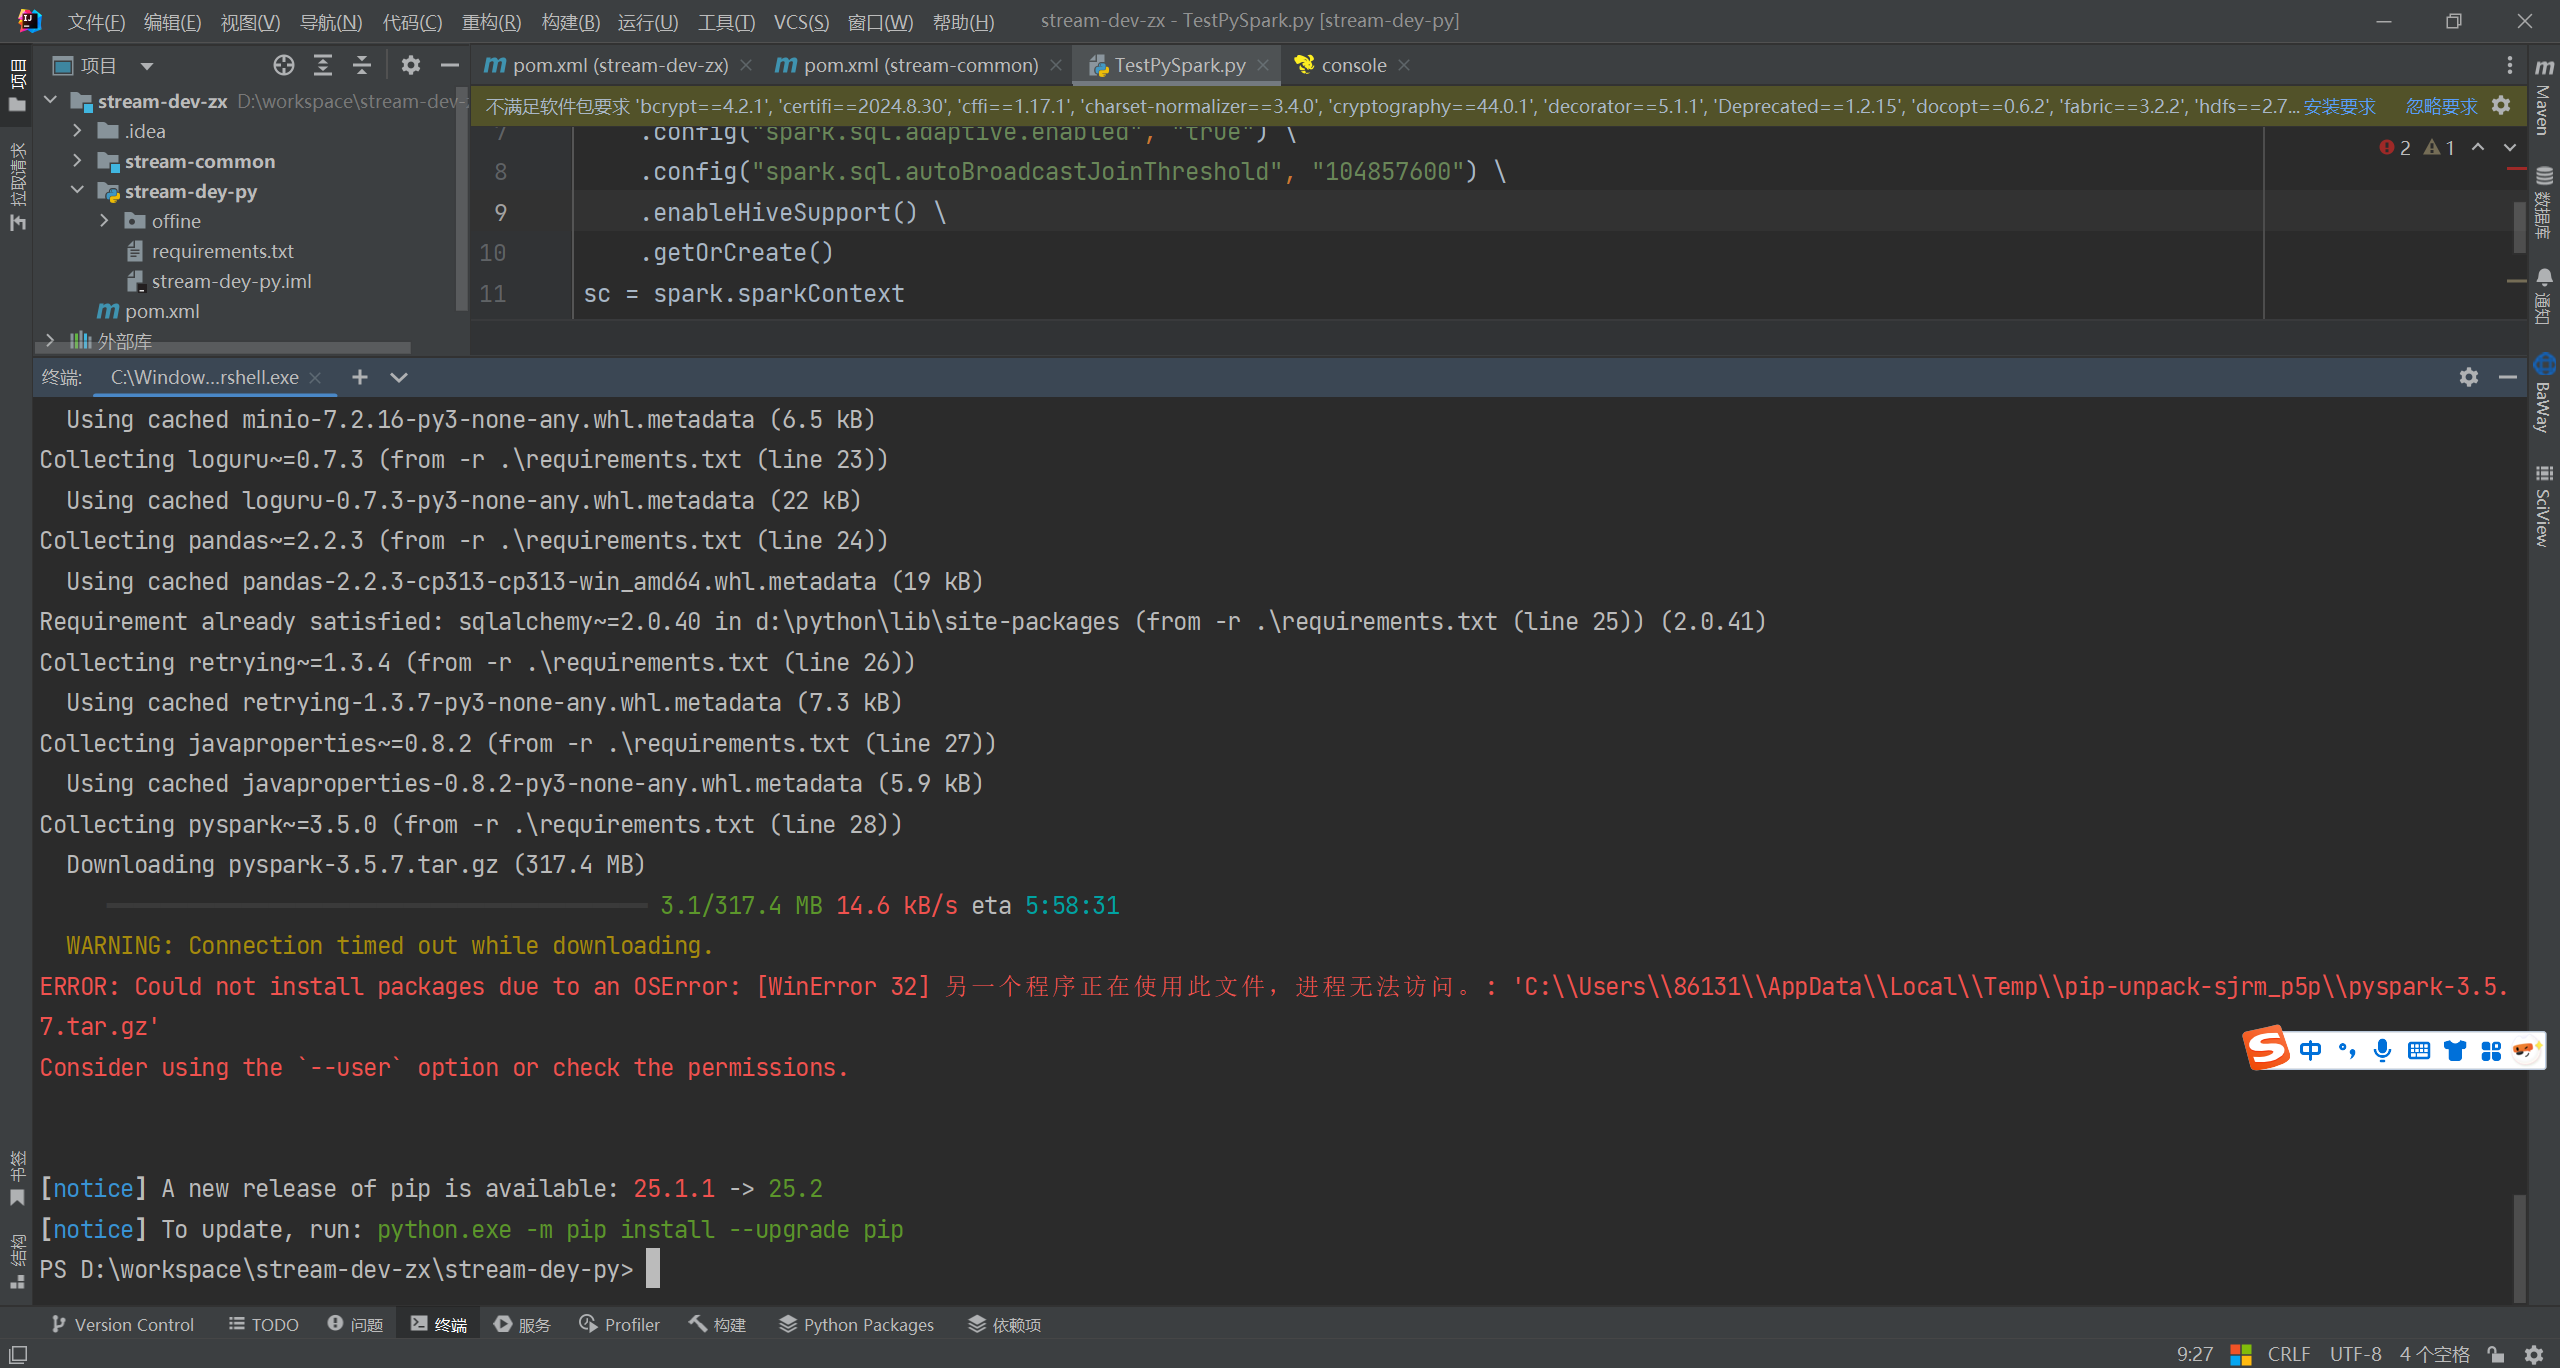 文件(F) 编辑(E) 视图(V) 导航(N) 代码(C) 重构(R) 构建(B) 运行(U) 工具(T) VCS(S) 窗口(W) 帮助(H) stream-dev-zx - TestPySpark.py [stream-dey-py]
项目
pom.xml (stream-dev-zx) pom.xml (stream-common) TestPySpark.py console
stream-dev-zx D:\workspace\stream-dev-
不满足软件包要求 'bcrypt==4.2.1', 'certifi==2024.8.30', 'cffi==1.17.1', 'charset-normalizer==3.4.0', 'cryptography==44.0.1', 'decorator==5.1.1', 'Deprecated==1.2.15', 'docopt==0.6.2', 'fabric==3.2.2', 'hdfs==2.7... 安装要求 忽略要求
.idea
stream-common
stream-dey-py
offine
requirements.txt
stream-dey-py.iml
pom.xml
外部库
7 .config("spark.sql.adaptive.enabled", "true") \
8 .config("spark.sql.autoBroadcastJoinThreshold", "104857600") \
9 .enableHiveSupport() \
10 .getOrCreate()
11 sc = spark.sparkContext
2 1
项目
拉取请求
书签
结构
Maven
数据库
通知
BaWay
SciView
终端: C:\Window...rshell.exe
Using cached minio-7.2.16-py3-none-any.whl.metadata (6.5 kB)
Collecting loguru~=0.7.3 (from -r .\requirements.txt (line 23))
Using cached loguru-0.7.3-py3-none-any.whl.metadata (22 kB)
Collecting pandas~=2.2.3 (from -r .\requirements.txt (line 24))
Using cached pandas-2.2.3-cp313-cp313-win_amd64.whl.metadata (19 kB)
Requirement already satisfied: sqlalchemy~=2.0.40 in d:\python\lib\site-packages (from -r .\requirements.txt (line 25)) (2.0.41)
Collecting retrying~=1.3.4 (from -r .\requirements.txt (line 26))
Using cached retrying-1.3.7-py3-none-any.whl.metadata (7.3 kB)
Collecting javaproperties~=0.8.2 (from -r .\requirements.txt (line 27))
Using cached javaproperties-0.8.2-py3-none-any.whl.metadata (5.9 kB)
Collecting pyspark~=3.5.0 (from -r .\requirements.txt (line 28))
Downloading pyspark-3.5.7.tar.gz (317.4 MB)
3.1/317.4 MB 14.6 kB/s eta 5:58:31
WARNING: Connection timed out while downloading.
ERROR: Could not install packages due to an OSError: [WinError 32] 另一个程序正在使用此文件，进程无法访问。: 'C:\\Users\\86131\\AppData\\Local\\Temp\\pip-unpack-sjrm_p5p\\pyspark-3.5.
7.tar.gz'
Consider using the `--user` option or check the permissions.
中
[notice] A new release of pip is available: 25.1.1 -> 25.2
[notice] To update, run: python.exe -m pip install --upgrade pip
PS D:\workspace\stream-dev-zx\stream-dey-py>
Version Control TODO 问题 终端 服务 Profiler 构建 Python Packages 依赖项
9:27 CRLF UTF-8 4 个空格